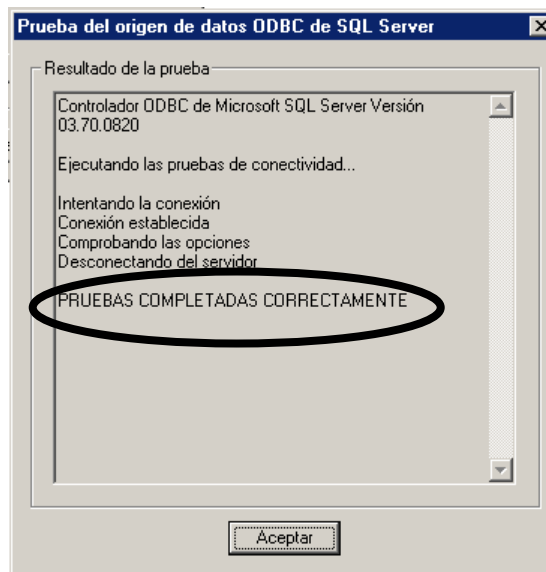 Prueba del origen de datos ODBC de SQL Server
Resultado de la prueba
Controlador ODBC de Microsoft SQL Server Versión
03.70.0820
Ejecutando las pruebas de conectividad...
Intentando la conexión
Conexión establecida
Comprobando las opciones
Desconectando del servidor
PRUEBAS COMPLETADAS CORRECTAMENTE
Aceptar